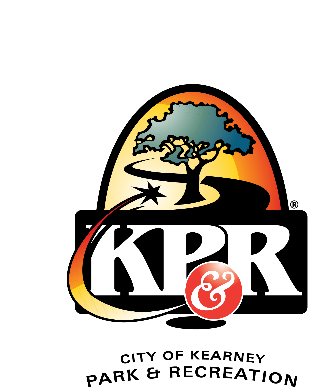 ®
KPR
&
CITY OF KEARNEY
PARK & RECREATION